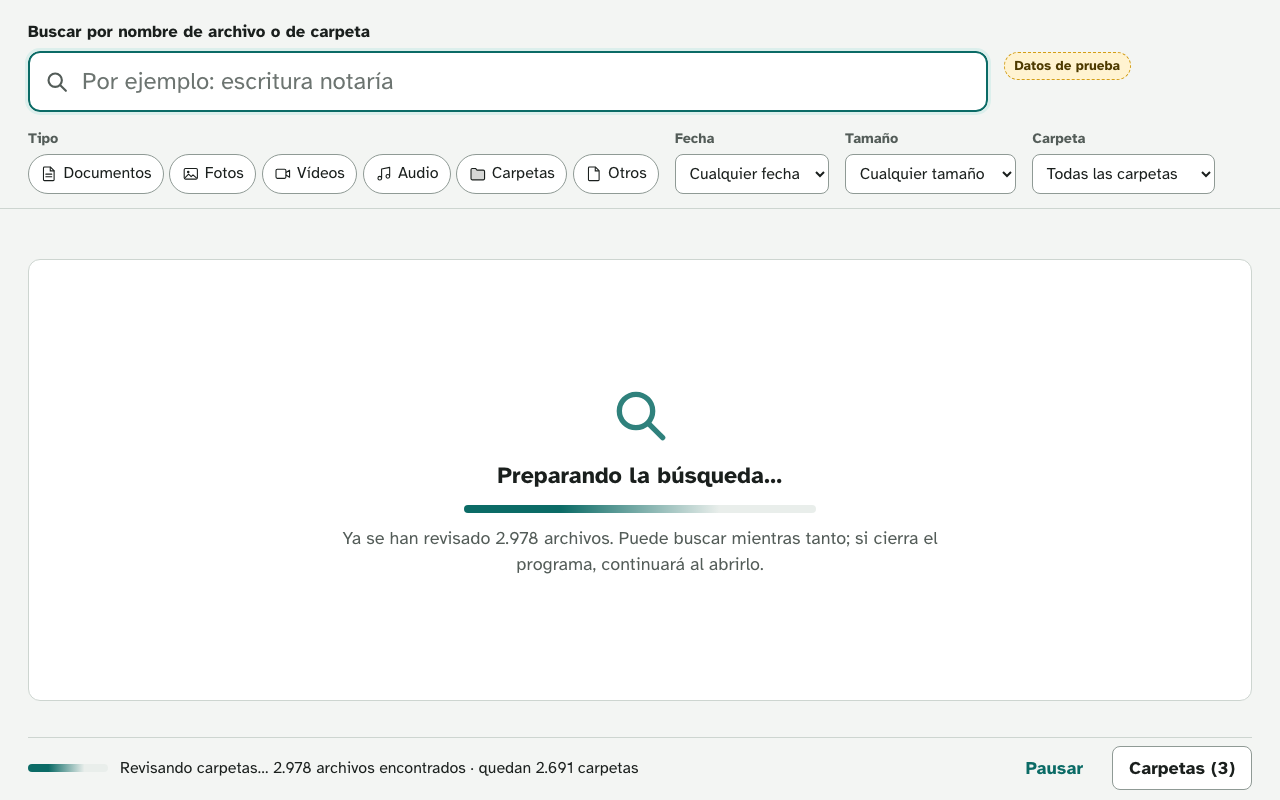 Buscar por nombre de archivo o de carpeta
Por ejemplo: escritura notaría
Datos de prueba
Tipo
Documentos
Fotos
Vídeos
Audio
Carpetas
Otros
Fecha
Cualquier fecha
Tamaño
Cualquier tamaño
Carpeta
Todas las carpetas
Preparando la búsqueda...
Ya se han revisado 2.978 archivos. Puede buscar mientras tanto; si cierra el
programa, continuará al abrirlo.
Revisando carpetas... 2.978 archivos encontrados · quedan 2.691 carpetas
Pausar
Carpetas (3)